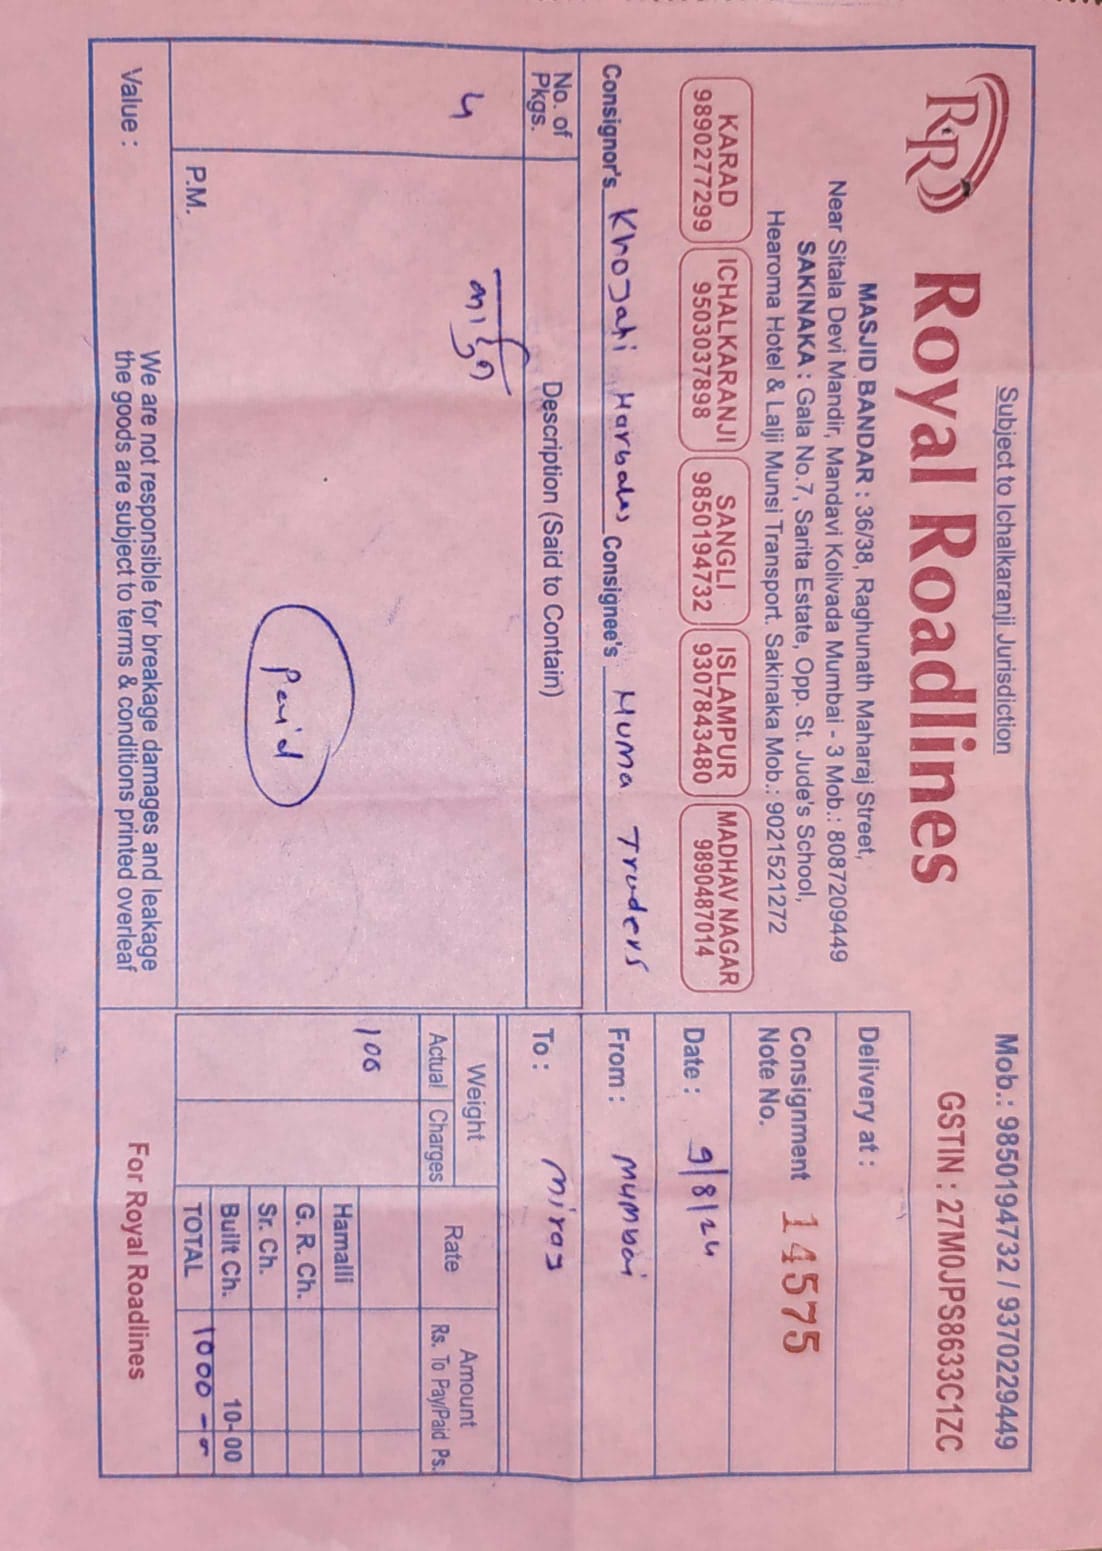 Subject to Ichalkaranji Jurisdiction
Mob.: 9850194732 / 9370229449
RR
Royal Roadlines
GSTIN : 27MOJPS8633C1ZC
MASJID BANDAR : 36/38, Raghunath Maharaj Street,
Near Sitala Devi Mandir, Mandavi Kolivada Mumbai - 3 Mob.: 8087209449
SAKINAKA : Gala No.7, Sarita Estate, Opp. St. Jude's School,
Hearoma Hotel & Lalji Munsi Transport. Sakinaka Mob.: 9021521272
KARAD
9890277299
ICHALKARANJI
9503037898
SANGLI
9850194732
ISLAMPUR
9307843480
MADHAV NAGAR
9890487014
Delivery at :
Consignment Note No. 14575
Date : 9/8/24
Consignor's Khojati Harbales Consignee's Huma Traders
From : Mumbai
To : Miraj
No. of Pkgs.
Description (Said to Contain)
Weight
Actual
Charges
Rate
Amount
Rs. To Pay/Paid Ps.
4
100
Paid
Hamalli
G. R. Ch.
Sr. Ch.
Built Ch. 10-00
P.M.
TOTAL 1000
Value :
We are not responsible for breakage damages and leakage
the goods are subject to terms & conditions printed overleaf
For Royal Roadlines